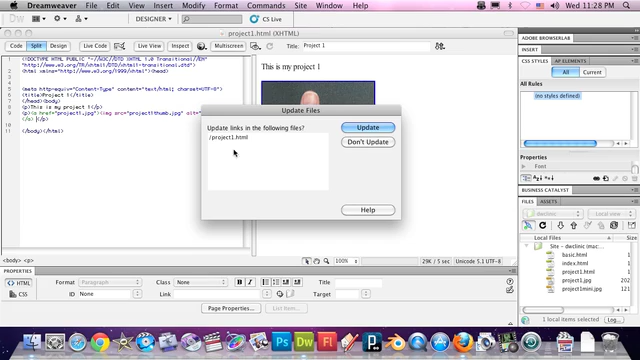 Dreamweaver File Edit View Insert Modify Format Commands Site Window Help Wed 11:28 PM
Dw DESIGNER CS Live
project1.html (XHTML)
Code Split Design Live Code Live View Inspect Multiscreen Title: Project 1
<!DOCTYPE HTML PUBLIC "-//W3C//DTD XHTML 1.0 Transitional//EN"
"http://www.w3.org/TR/xhtml1/DTD/xhtml1-transitional.dtd">
<html xmlns="http://www.w3.org/1999/xhtml"><head>
<meta http-equiv="Content-Type" content="text/html; charset=UTF-8">
<title>Project 1</title>
</head><body>
<p>This is my project 1</p>
<p><a href="project1.jpg"><img src="project1thumb.jpg" alt="
</a> </p>
</body></html>
This is my project 1
Update Files
Update links in the following files?
/project1.html
Update
Don't Update
Help
<body> <p>
100% 29K / 5 sec Unicode 5.1 UTF-8
PROPERTIES
HTML Format Paragraph Class None B I Title
CSS ID None Link Target
Page Properties... List Item...
ADOBE BROWSERLAB
INSERT
CSS STYLES AP ELEMENTS
All Current
All Rules
(no styles defined)
Properties
Font
BUSINESS CATALYST
FILES ASSETS
dwclinic Local view
Local Files
Site - dwclinic (mac...
basic.html
index.html
project1.html
project1.jpg
project1mini.jpg
1 local items selected Log...